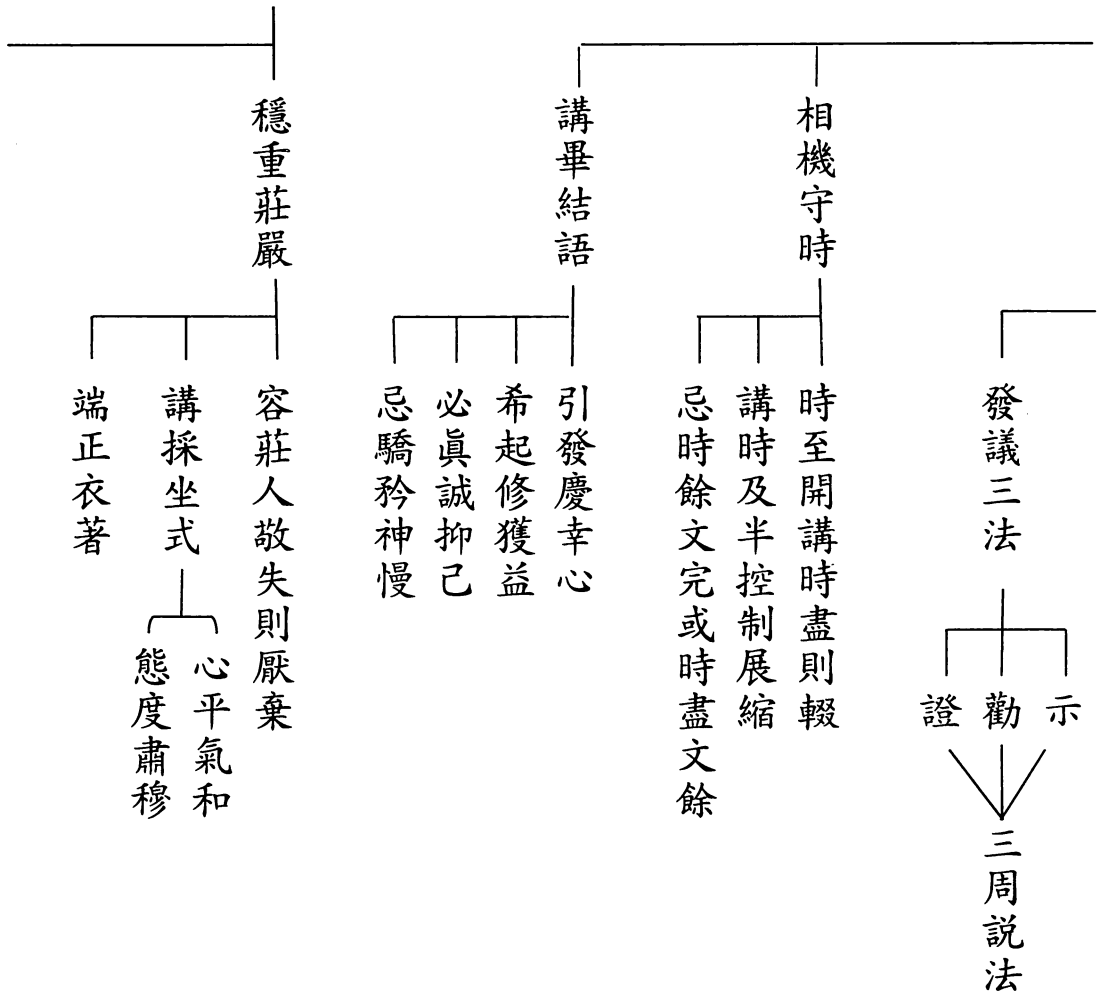 發議三法
示
勸
證
三周説法
相機守時
時至開講時盡則輟
講時及半控制展縮
忌時餘文完或時盡文餘
講畢結語
引發慶幸心
希起修獲益
必眞誠抑己
忌驕矜神慢
穩重莊嚴
容莊人敬失則厭棄
講採坐式
心平氣和
態度肅穆
端正衣著